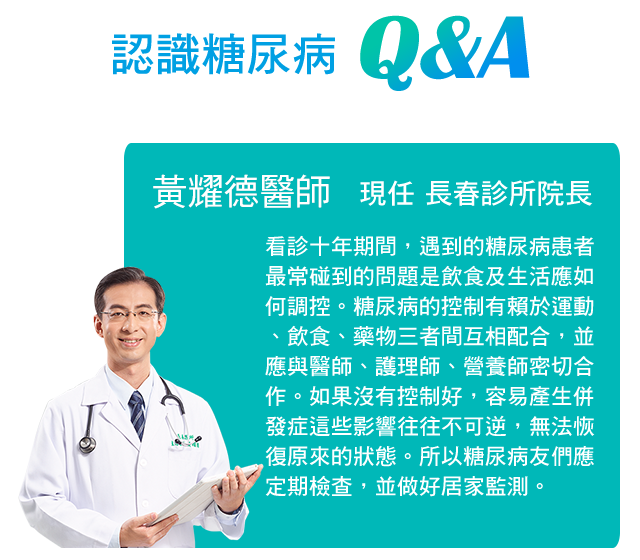 認識糖尿病 Q&A
黃耀德醫師 現任 長春診所院長
看診十年期間，遇到的糖尿病患者
最常碰到的問題是飲食及生活應如
何調控。糖尿病的控制有賴於運動
、飲食、藥物三者間互相配合，並
應與醫師、護理師、營養師密切合
作。如果沒有控制好，容易產生併
發症這些影響往往不可逆，無法恢
復原來的狀態。所以糖尿病友們應
定期檢查，並做好居家監測。